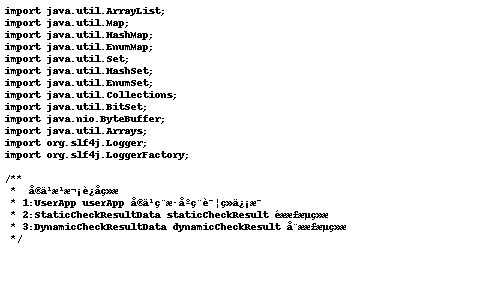 import java.util.ArrayList;
import java.util.Map;
import java.util.HashMap;
import java.util.EnumMap;
import java.util.Set;
import java.util.HashSet;
import java.util.EnumSet;
import java.util.Collections;
import java.util.BitSet;
import java.nio.ByteBuffer;
import java.util.Arrays;
import org.slf4j.Logger;
import org.slf4j.LoggerFactory;
/**
* å®ä¹æ¹æ¬¡è¿åç»æ
* 1:UserApp userApp å®ä¹ç¨æ·åºç¨è¯¦ç»ä¿¡æ¯
* 2:StaticCheckResultData staticCheckResult éææ£æµç»æ
* 3:DynamicCheckResultData dynamicCheckResult å¨ææ£æµç»æ
*/